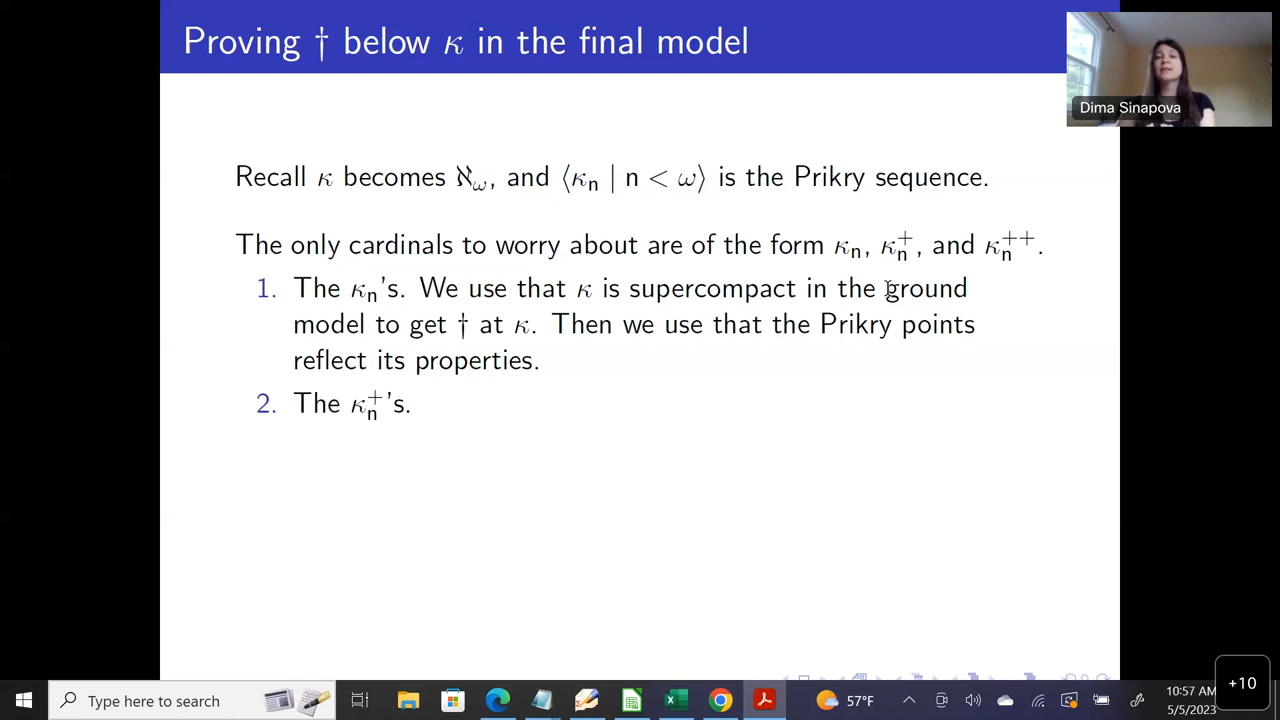 Proving † below κ in the final model
Dima Sinapova
Recall κ becomes ℵ_ω, and ⟨κ_n | n < ω⟩ is the Prikry sequence.
The only cardinals to worry about are of the form κ_n, κ_n^+, and κ_n^{++}.
1. The κ_n's. We use that κ is supercompact in the ground
model to get † at κ. Then we use that the Prikry points
reflect its properties.
2. The κ_n^+'s.
+10
Type here to search
57°F
10:57 AM
5/5/2023